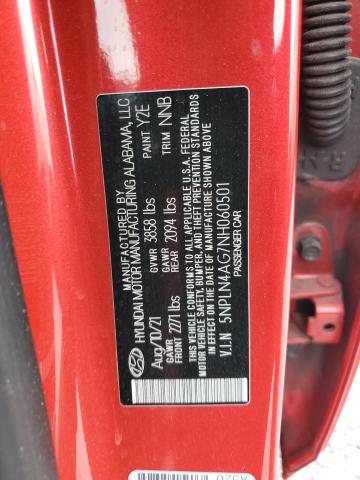 MANUFACTURED BY
HYUNDAI MOTOR MANUFACTURING ALABAMA, LLC
Aug/10/21 GVWR 3858 lbs PAINT Y2E
GAWR FRONT 2271 lbs GAWR REAR 2094 lbs TRIM NNB
THIS VEHICLE CONFORMS TO ALL APPLICABLE U.S.A. FEDERAL
MOTOR VEHICLE SAFETY, BUMPER, AND THEFT PREVENTION STANDARDS
IN EFFECT ON THE DATE OF MANUFACTURE SHOWN ABOVE.
V.I.N 5NPLN4AG7NH060501
PASSENGER CAR